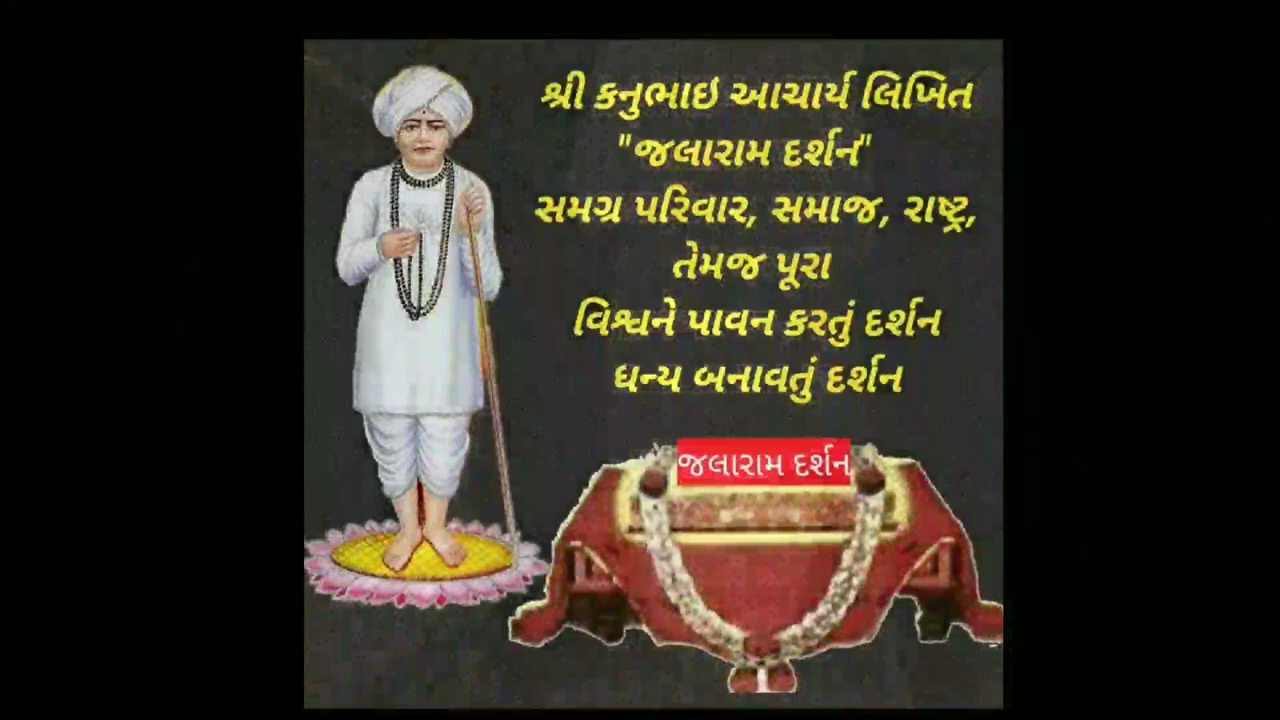 શ્રી કનુભાઇ આચાર્ય લિખિત
"જલારામ દર્શન"
સમગ્ર પરિવાર, સમાજ, રાષ્ટ્ર,
તેમજ પૂરા
વિશ્વને પાવન કરતું દર્શન
ધન્ય બનાવતું દર્શન
જલારામ દર્શન